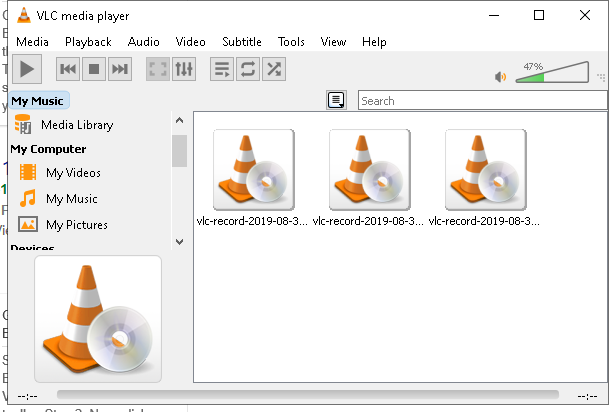 VLC media player
Media Playback Audio Video Subtitle Tools View Help
47%
My Music
Search
Media Library
My Computer
My Videos
My Music
My Pictures
Devices
vlc-record-2019-08-3... vlc-record-2019-08-3... vlc-record-2019-08-3...
--:-- --:--